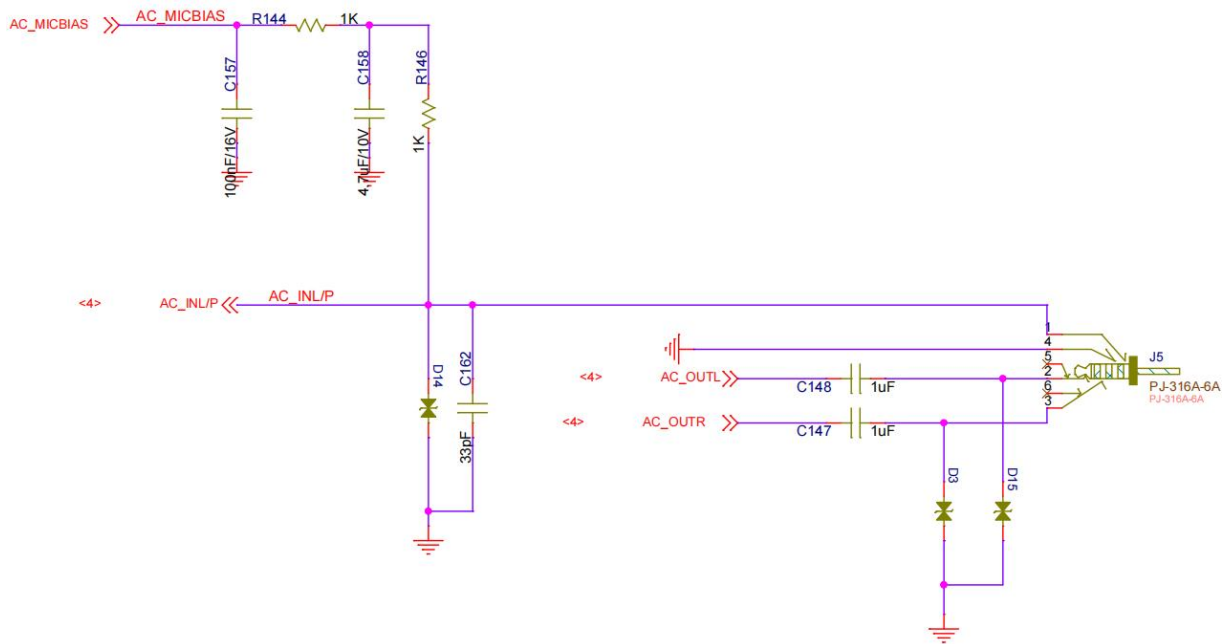 AC_MICBIAS
AC_MICBIAS
R144
1K
C157
100nF/16V
C158
4.7uF/10V
R146
1K
<4>
AC_INL/P
AC_INL/P
D14
C162
33pF
1
4
5
2
6
3
J5
PJ-316A-6A
PJ-316A-6A
<4>
AC_OUTL
C148
1uF
<4>
AC_OUTR
C147
1uF
D3
D15